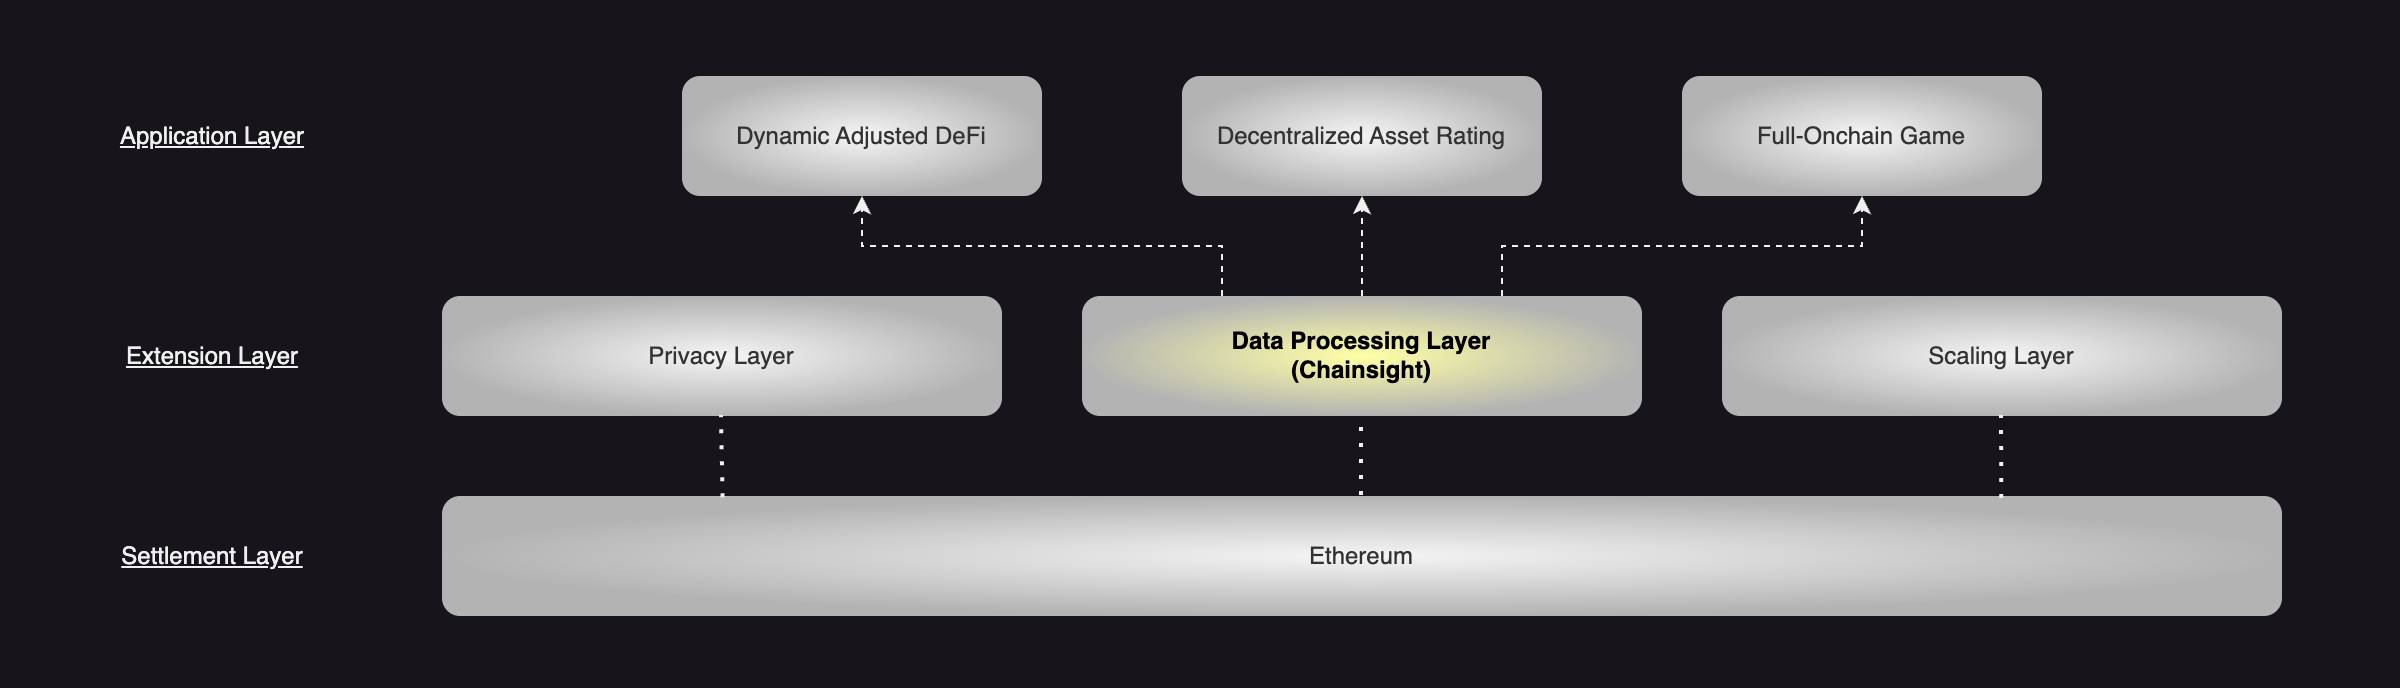 Application Layer
Dynamic Adjusted DeFi
Decentralized Asset Rating
Full-Onchain Game
Extension Layer
Privacy Layer
Data Processing Layer
(Chainsight)
Scaling Layer
Settlement Layer
Ethereum